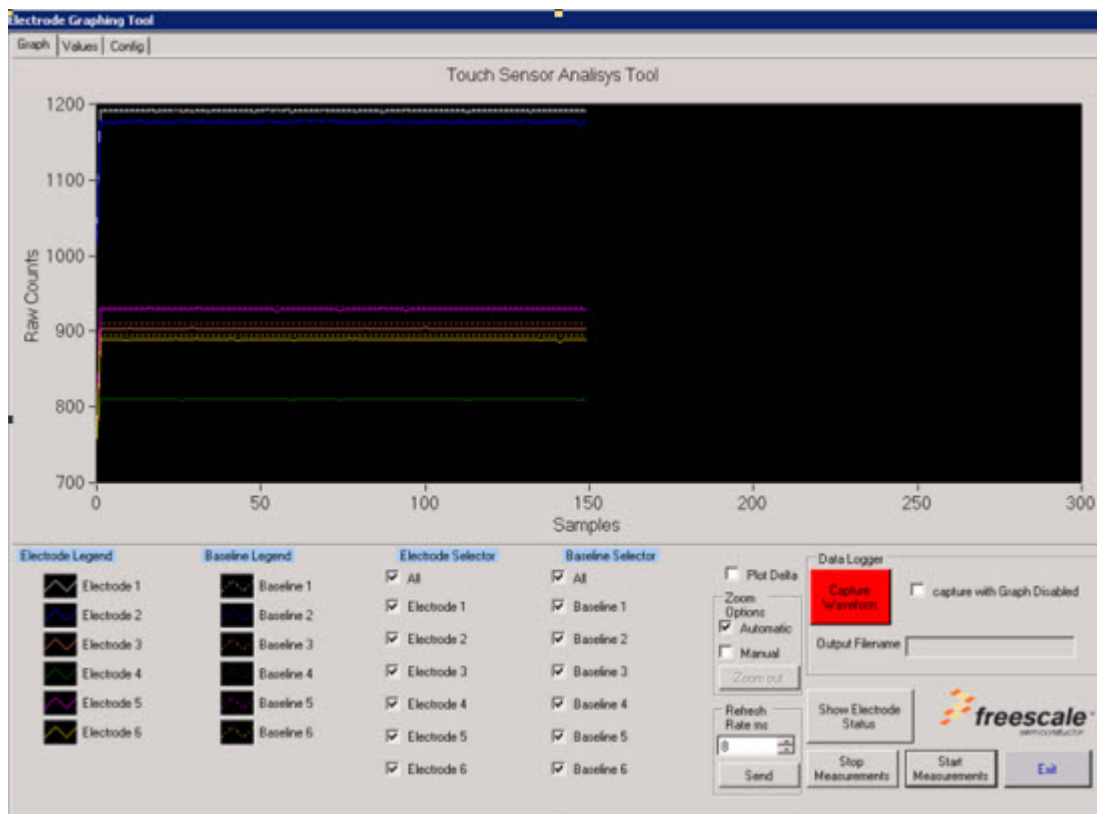 Electrode Graphing Tool
Graph Values Config
Touch Sensor Analisys Tool
1200
1100
1000
900
800
700
Raw Counts
0 50 100 150 200 250 300
Samples
Electrode Legend
Electrode 1
Electrode 2
Electrode 3
Electrode 4
Electrode 5
Electrode 6
Baseline Legend
Baseline 1
Baseline 2
Baseline 3
Baseline 4
Baseline 5
Baseline 6
Electrode Selector
All
Electrode 1
Electrode 2
Electrode 3
Electrode 4
Electrode 5
Electrode 6
Baseline Selector
All
Baseline 1
Baseline 2
Baseline 3
Baseline 4
Baseline 5
Baseline 6
Plot Delta
Zoom
Options
Automatic
Manual
Zoom out
Refresh
Rate ms
8
Send
Data Logger
Capture
Waveform
capture with Graph Disabled
Output Filename
Show Electrode
Status
freescale
semiconductor
Stop
Measurements
Start
Measurements
Exit